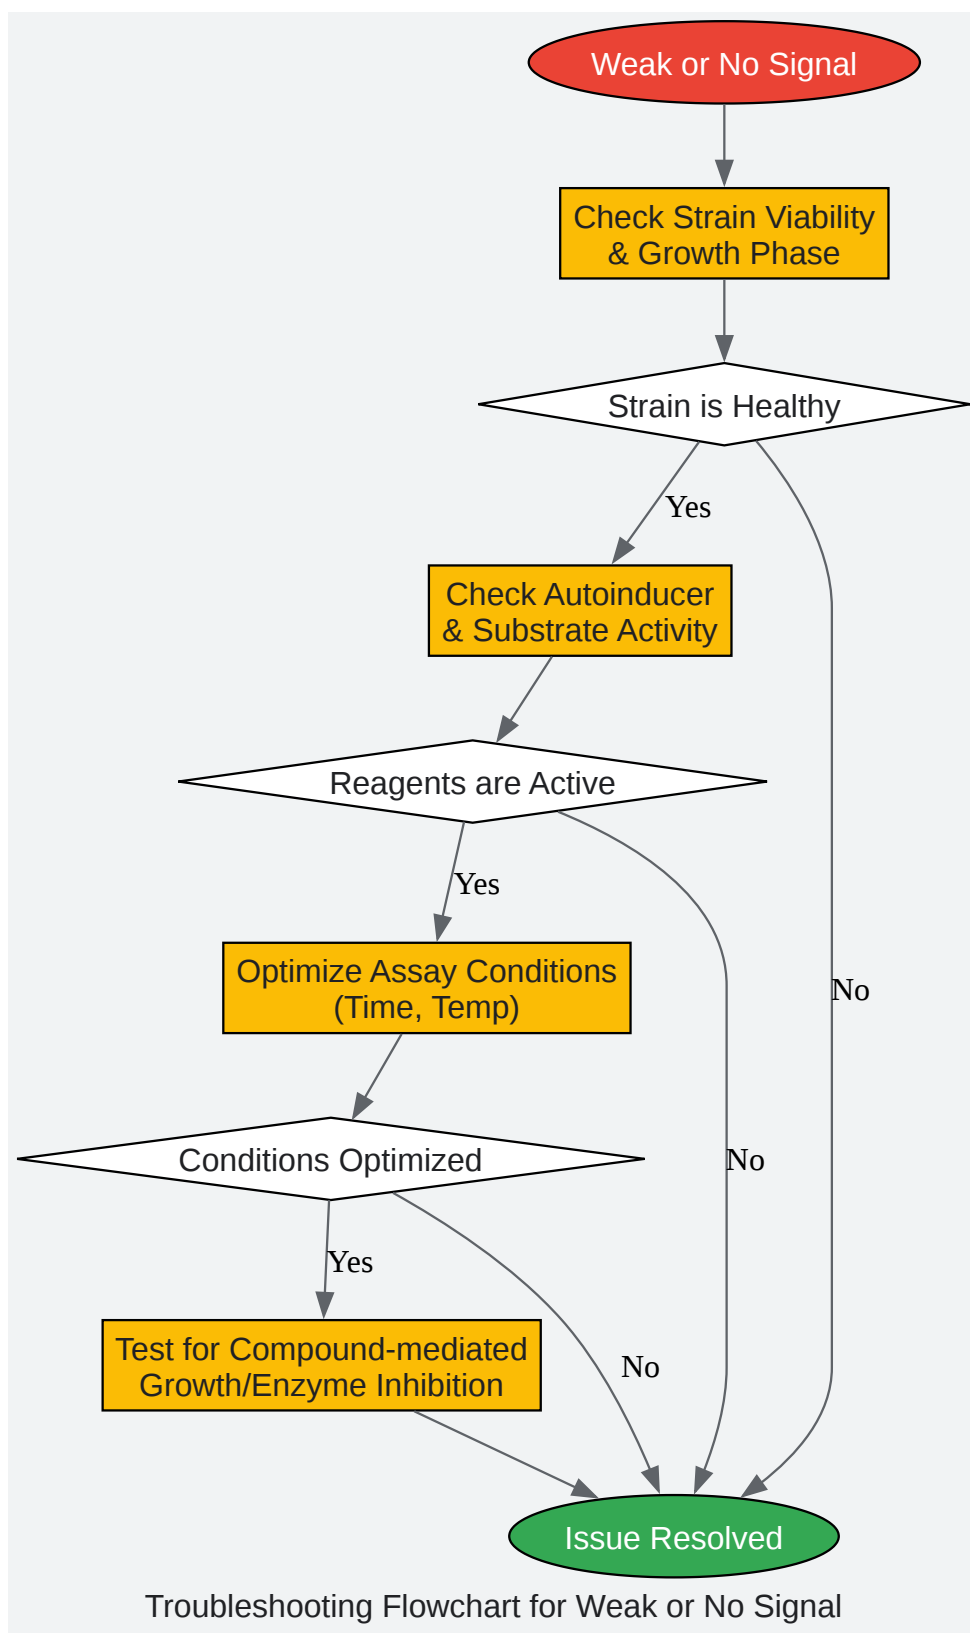 Weak or No Signal
Check Strain Viability
& Growth Phase
Strain is Healthy
Yes
Check Autoinducer
& Substrate Activity
Reagents are Active
Yes
Optimize Assay Conditions
(Time, Temp)
No
Conditions Optimized
No
Yes
Test for Compound-mediated
Growth/Enzyme Inhibition
No
Issue Resolved
Troubleshooting Flowchart for Weak or No Signal